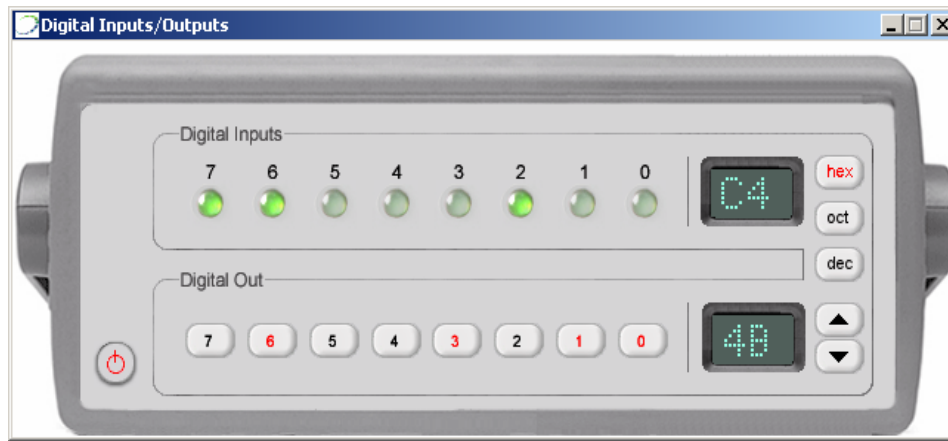 Digital Inputs/Outputs
Digital Inputs
7 6 5 4 3 2 1 0
C4
hex
oct
dec
Digital Out
7 6 5 4 3 2 1 0
4B